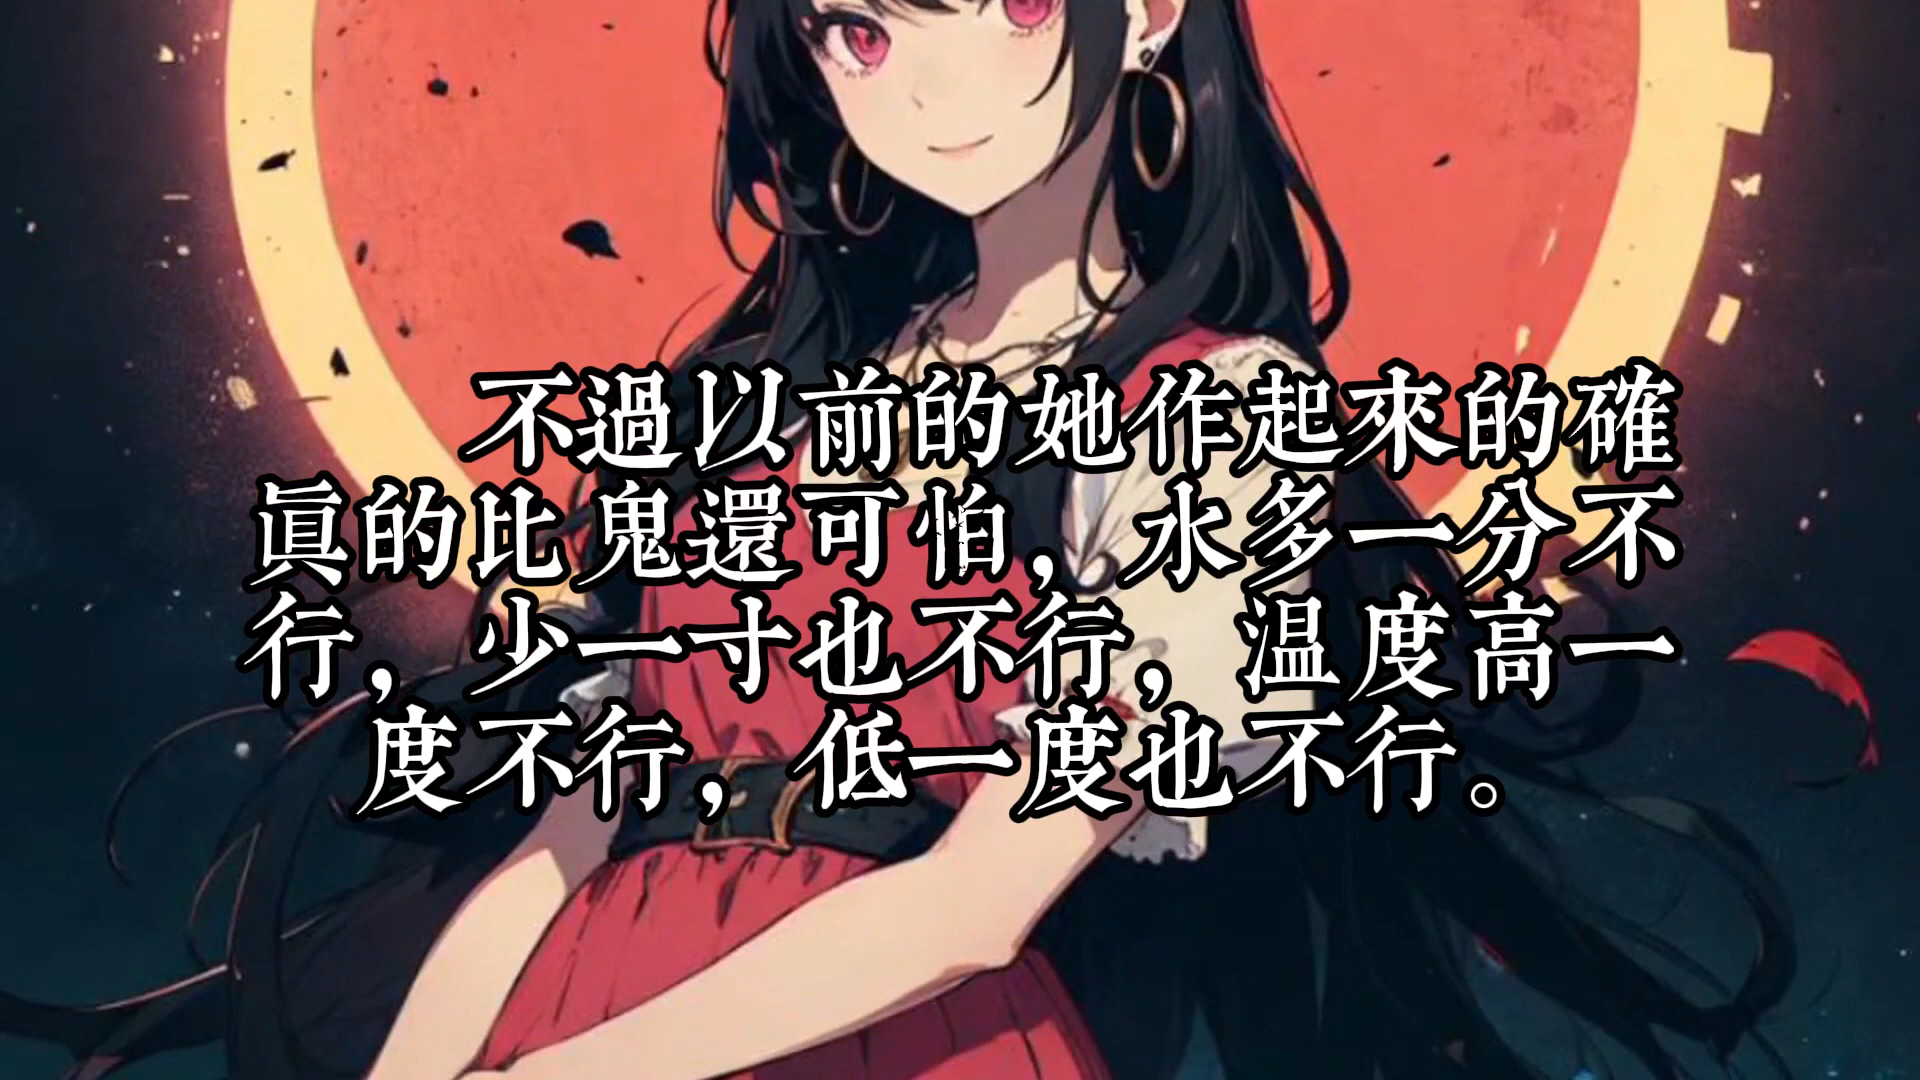 不過以前的她作起來的確
眞的比鬼還可怕，水多一分不
行，少一寸也不行，温度高一
度不行，低一度也不行。